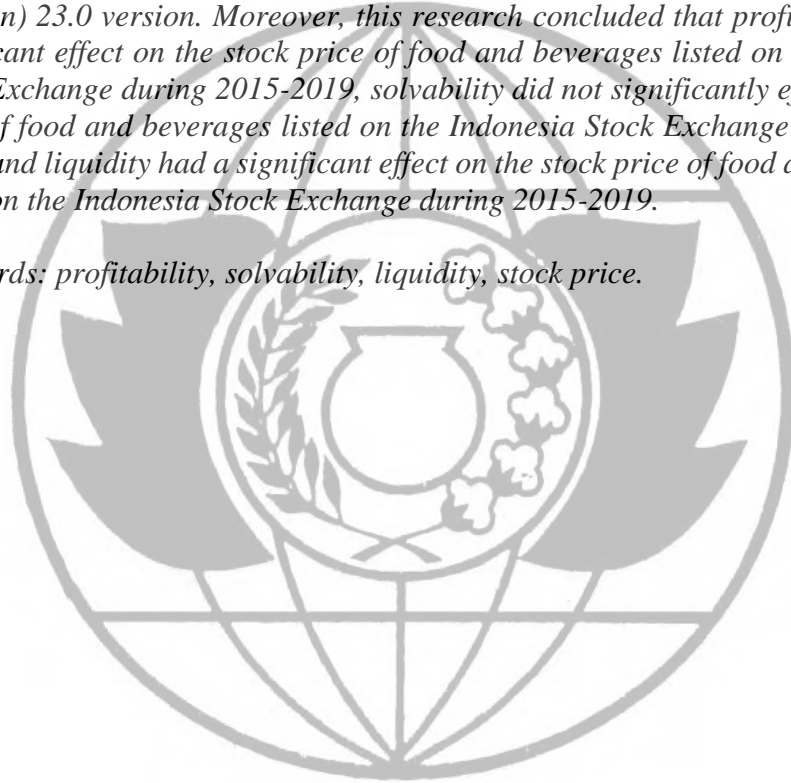 n) 23.0 version. Moreover, this research concluded that profi
cant effect on the stock price of food and beverages listed on
Exchange during 2015-2019, solvability did not significantly e
of food and beverages listed on the Indonesia Stock Exchange
and liquidity had a significant effect on the stock price of food a
on the Indonesia Stock Exchange during 2015-2019.
rds: profitability, solvability, liquidity, stock price.